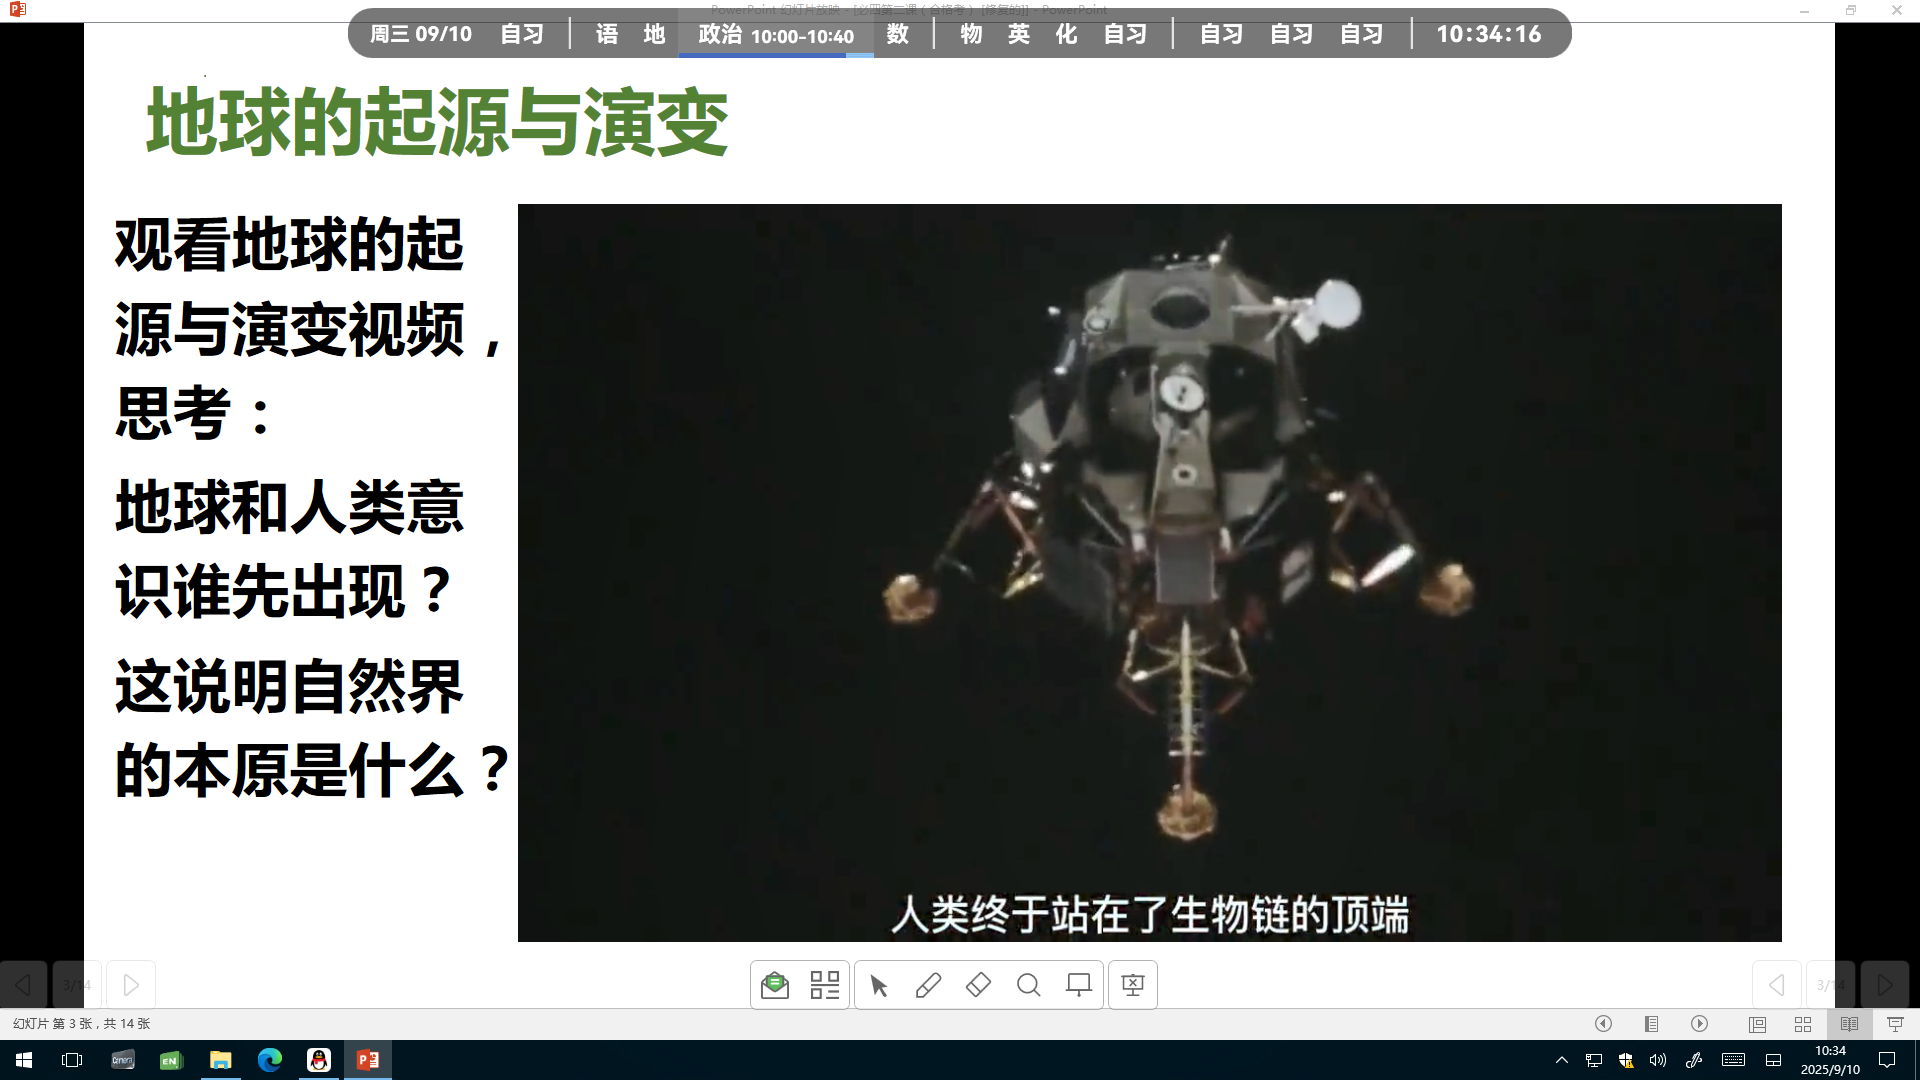 PowerPoint 幻灯片放映 - [必四第二课（合格考） [修复的]] - PowerPoint
周三 09/10 自习 语 地 政治 10:00-10:40 数 物 英 化 自习 自习 自习 自习 10:34:16
地球的起源与演变
观看地球的起
源与演变视频，
思考：
地球和人类意
识谁先出现？
这说明自然界
的本原是什么？
人类终于站在了生物链的顶端
3/14
3/14
幻灯片 第 3 张，共 14 张
Camera
EN
10:34
2025/9/10